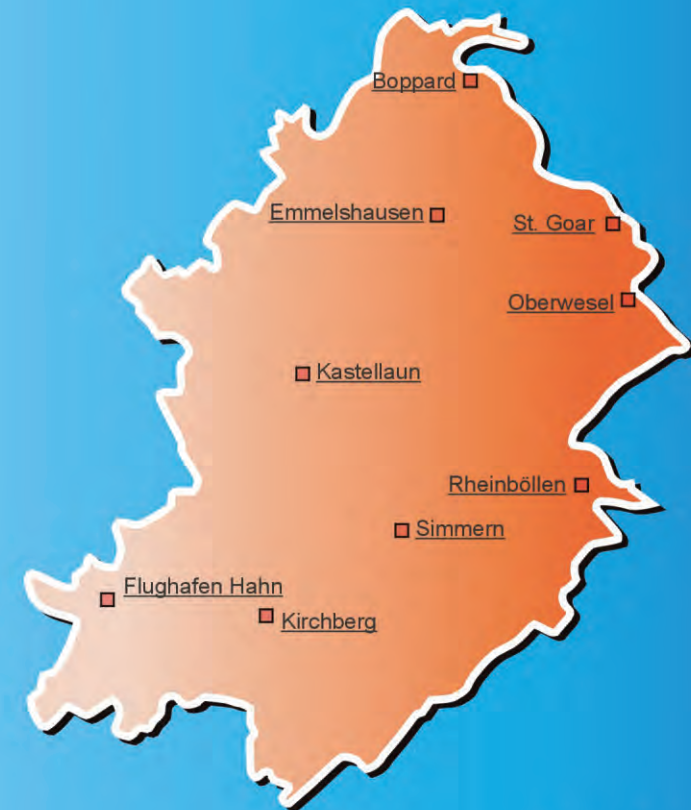 Boppard
Emmelshausen
St. Goar
Oberwesel
Kastellaun
Rheinböllen
Simmern
Flughafen Hahn
Kirchberg